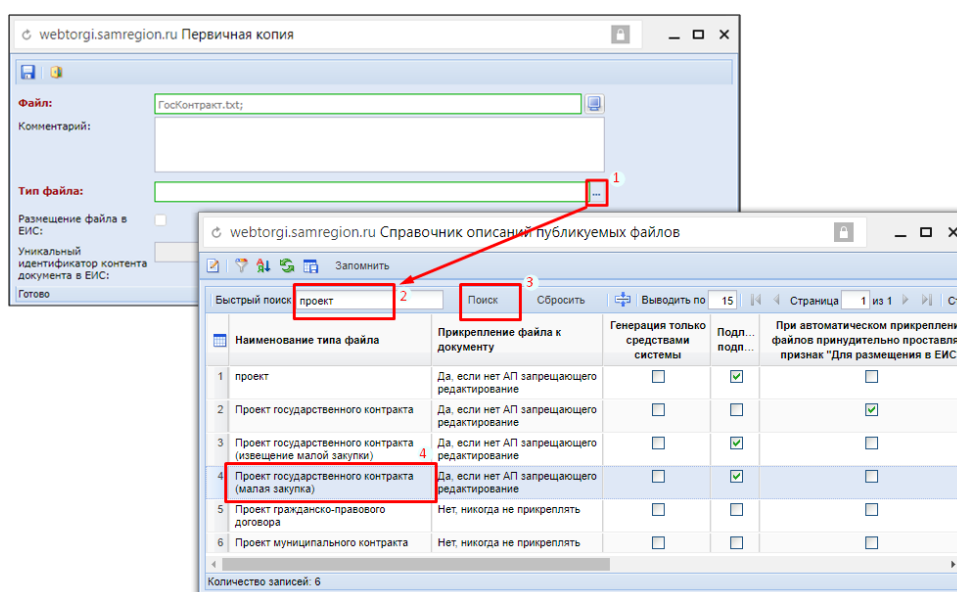 webtorgi.samregion.ru Первичная копия
Файл:
ГосКонтракт.txt;
Комментарий:
Тип файла:
...
1
Размещение файла в
ЕИС:
Уникальный
идентификатор контента
документа в ЕИС:
Готово
webtorgi.samregion.ru Справочник описаний публикуемых файлов
Запомнить
Быстрый поиск
проект
2
Поиск
3
Сбросить
Выводить по
15
Страница
1
из 1
Ст
Наименование типа файла
Прикрепление файла к
документу
Генерация только
средствами
системы
Подл...
подп...
При автоматическом прикреплени
файлов принудительно проставля
признак "Для размещения в ЕИС
1 проект Да, если нет АП запрещающего
редактирование
2 Проект государственного контракта Да, если нет АП запрещающего
редактирование
3 Проект государственного контракта Да, если нет АП запрещающего
(извещение малой закупки) редактирование
4
4 Проект государственного контракта Да, если нет АП запрещающего
(малая закупка) редактирование
5 Проект гражданско-правового Нет, никогда не прикреплять
договора
6 Проект муниципального контракта Нет, никогда не прикреплять
Количество записей: 6